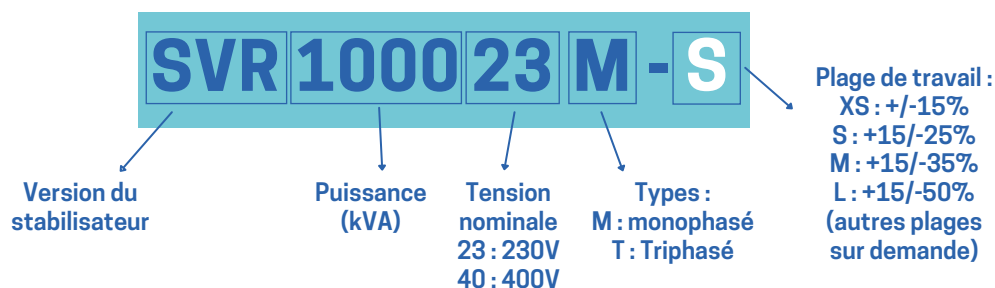 SVR 1000 23 M - S
Version du
stabilisateur
Puissance
(kVA)
Tension
nominale
23 : 230V
40 : 400V
Types :
M : monophasé
T : Triphasé
Plage de travail :
XS : +/-15%
S : +15/-25%
M : +15/-35%
L : +15/-50%
(autres plages
sur demande)